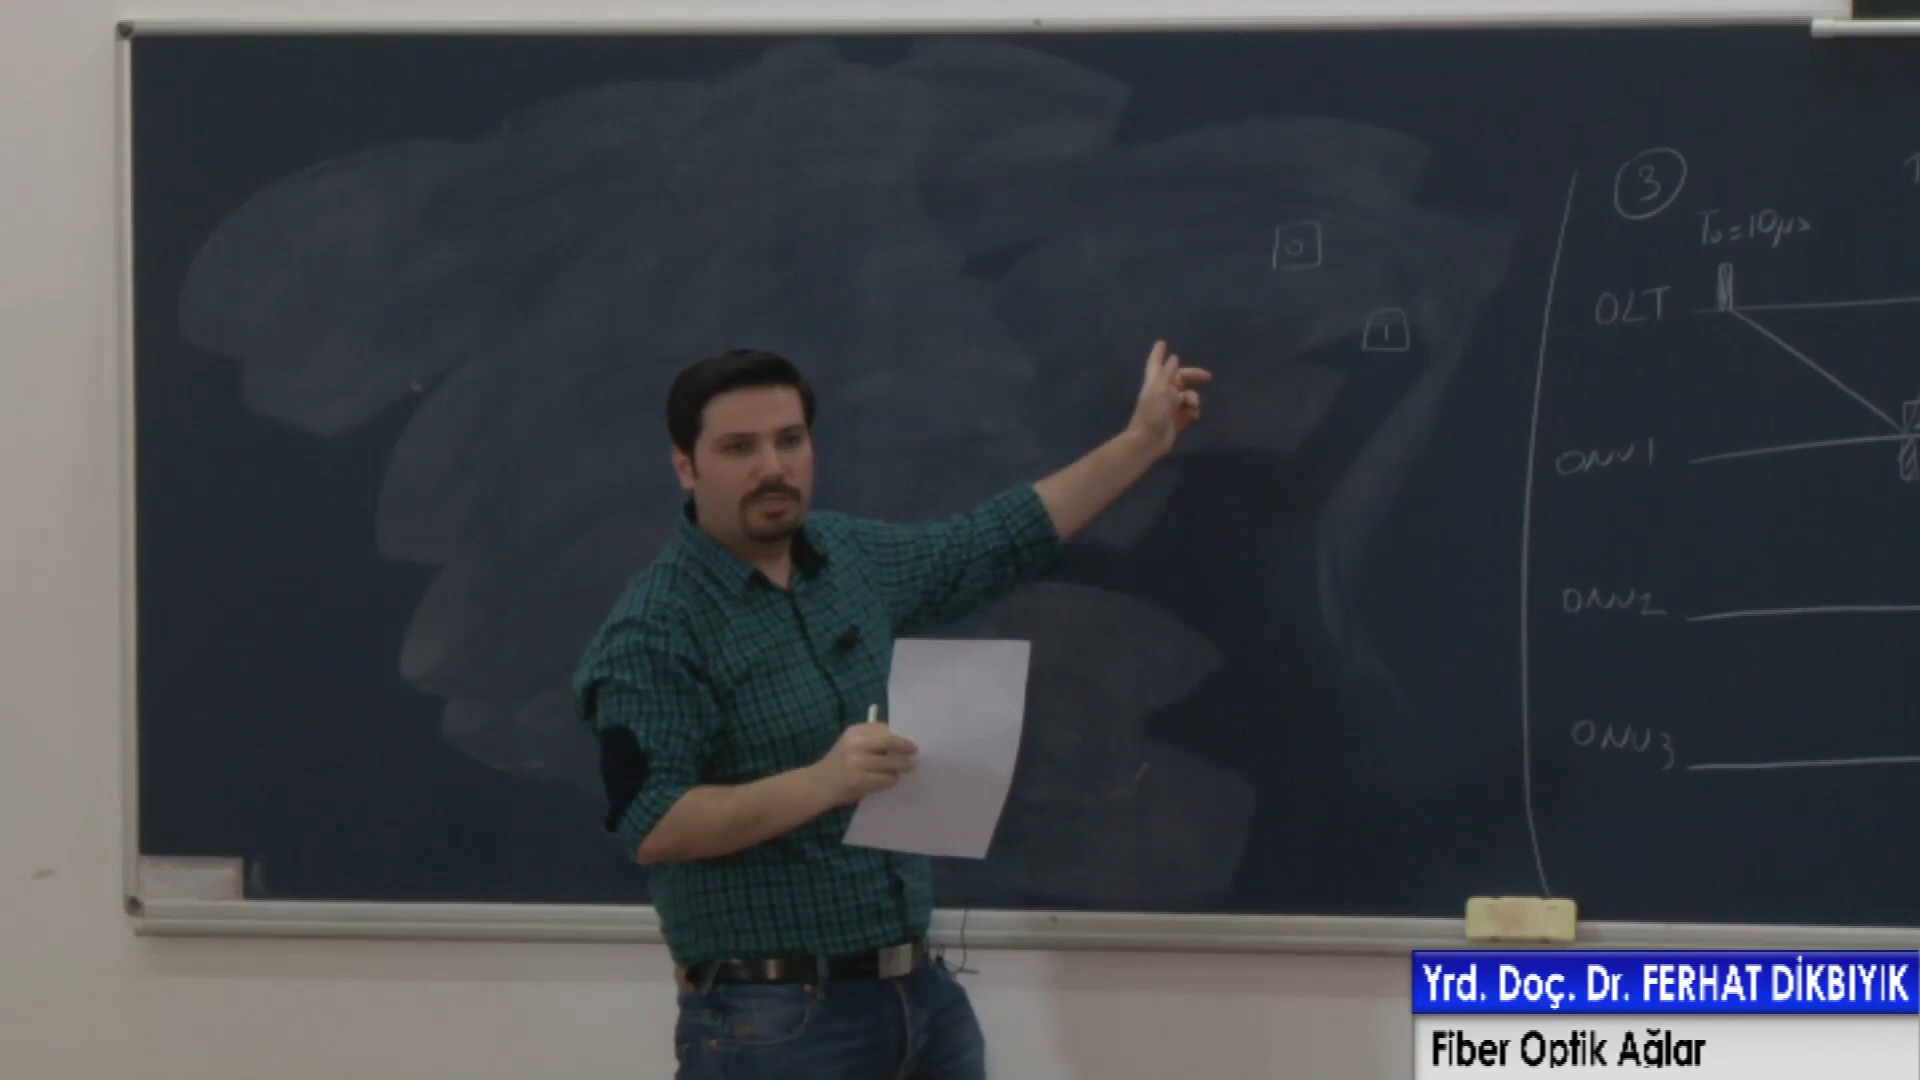 0
1
3
T₀=10µs
OLT
ONU1
ONU2
ONU3
Yrd. Doç. Dr. FERHAT DİKBIYIK
Fiber Optik Ağlar